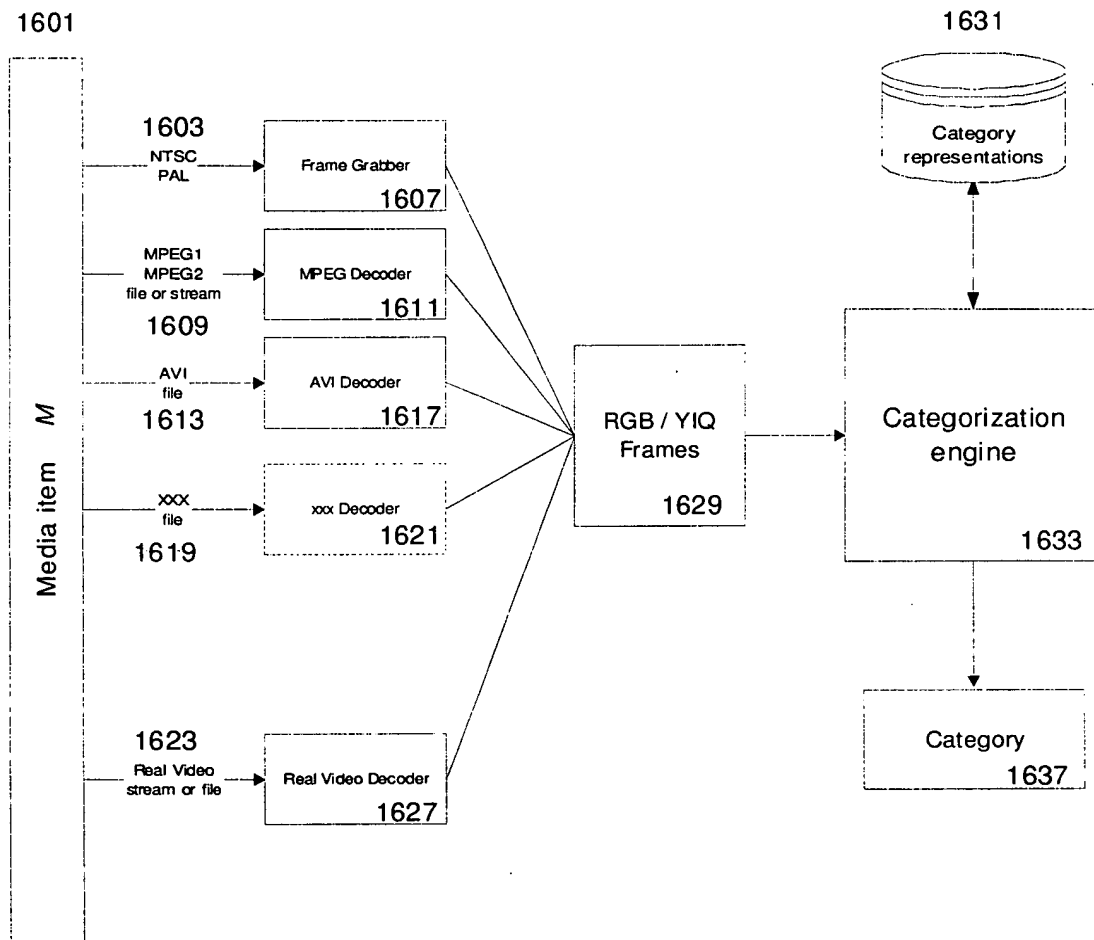 1601
1631
1603
NTSC
PAL
Frame Grabber
1607
Category
representations
MPEG1
MPEG2
file or stream
1609
MPEG Decoder
1611
AVI
file
1613
AVI Decoder
1617
Media item M
RGB / YIQ
Frames
1629
Categorization
engine
1633
XXX
file
1619
xxx Decoder
1621
1623
Real Video
stream or file
Real Video Decoder
1627
Category
1637